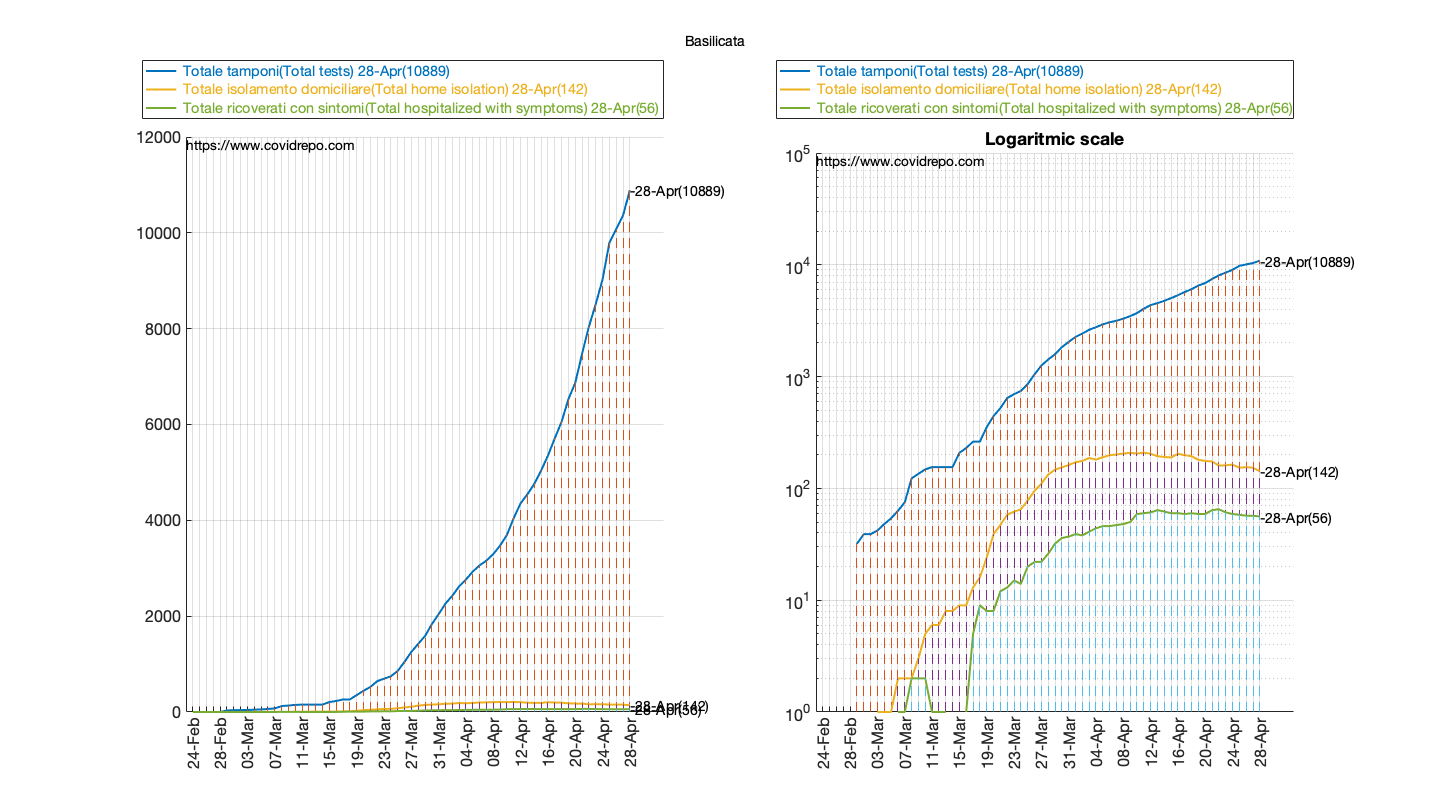 Basilicata
Totale tamponi(Total tests) 28-Apr(10889)
Totale isolamento domiciliare(Total home isolation) 28-Apr(142)
Totale ricoverati con sintomi(Total hospitalized with symptoms) 28-Apr(56)
12000
https://www.covidrepo.com
-28-Apr(10889)
10000
8000
6000
4000
2000
0
-28-Apr(142)
-28-Apr(56)
24-Feb
28-Feb
03-Mar
07-Mar
11-Mar
15-Mar
19-Mar
23-Mar
27-Mar
31-Mar
04-Apr
08-Apr
12-Apr
16-Apr
20-Apr
24-Apr
28-Apr
Totale tamponi(Total tests) 28-Apr(10889)
Totale isolamento domiciliare(Total home isolation) 28-Apr(142)
Totale ricoverati con sintomi(Total hospitalized with symptoms) 28-Apr(56)
Logaritmic scale
10^5
https://www.covidrepo.com
10^4
-28-Apr(10889)
10^3
10^2
-28-Apr(142)
-28-Apr(56)
10^1
10^0
24-Feb
28-Feb
03-Mar
07-Mar
11-Mar
15-Mar
19-Mar
23-Mar
27-Mar
31-Mar
04-Apr
08-Apr
12-Apr
16-Apr
20-Apr
24-Apr
28-Apr